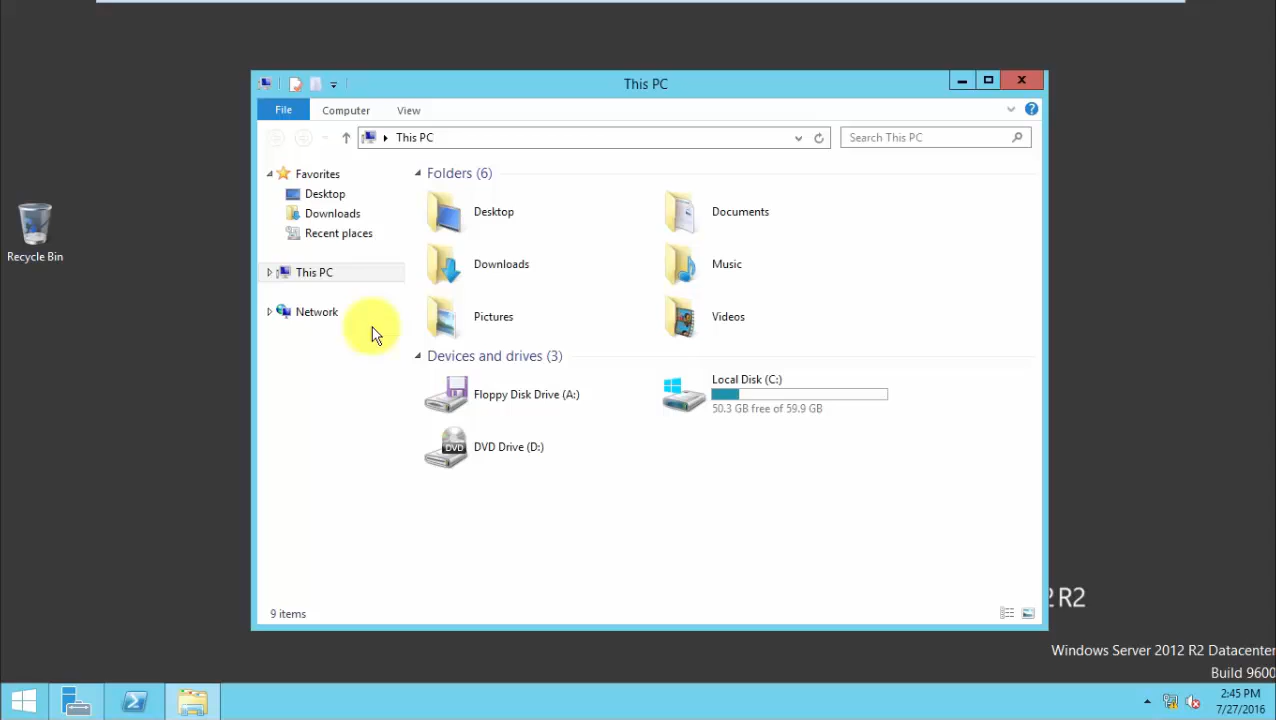 This PC
File
Computer
View
This PC
Search This PC
Favorites
Desktop
Downloads
Recent places
This PC
Network
Folders (6)
Desktop
Documents
Downloads
Music
Pictures
Videos
Devices and drives (3)
Floppy Disk Drive (A:)
Local Disk (C:)
50.3 GB free of 59.9 GB
DVD
DVD Drive (D:)
9 items
Recycle Bin
2 R2
Windows Server 2012 R2 Datacenter
Build 9600
2:45 PM
7/27/2016